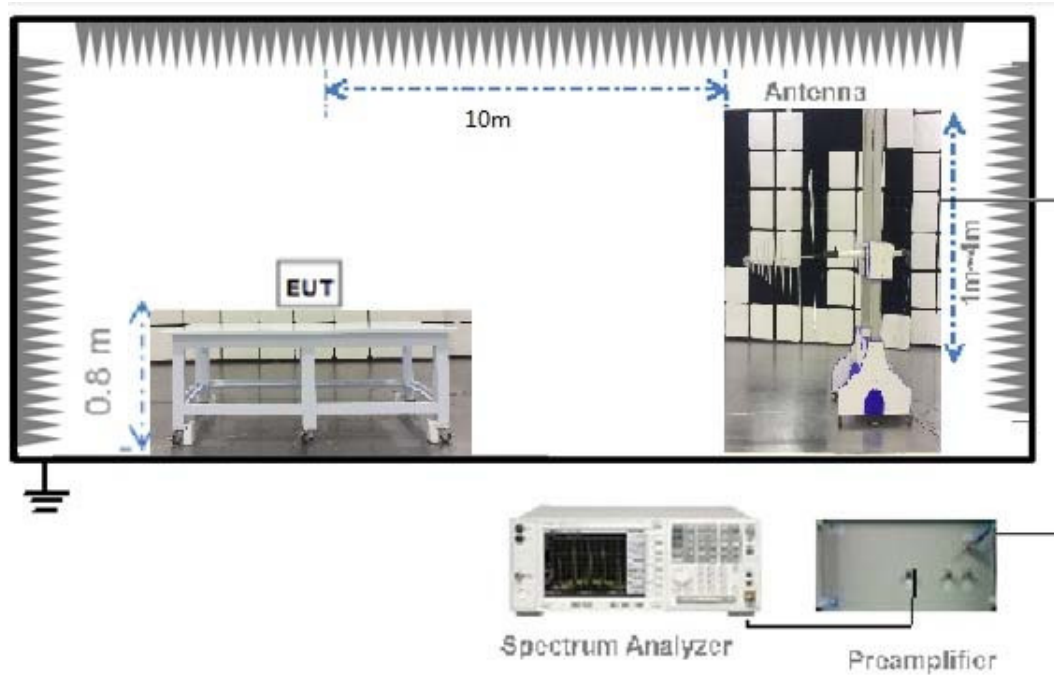 Antenna
10m
1m-4m
EUT
0.8 m
Spectrum Analyzer
Preamplifier